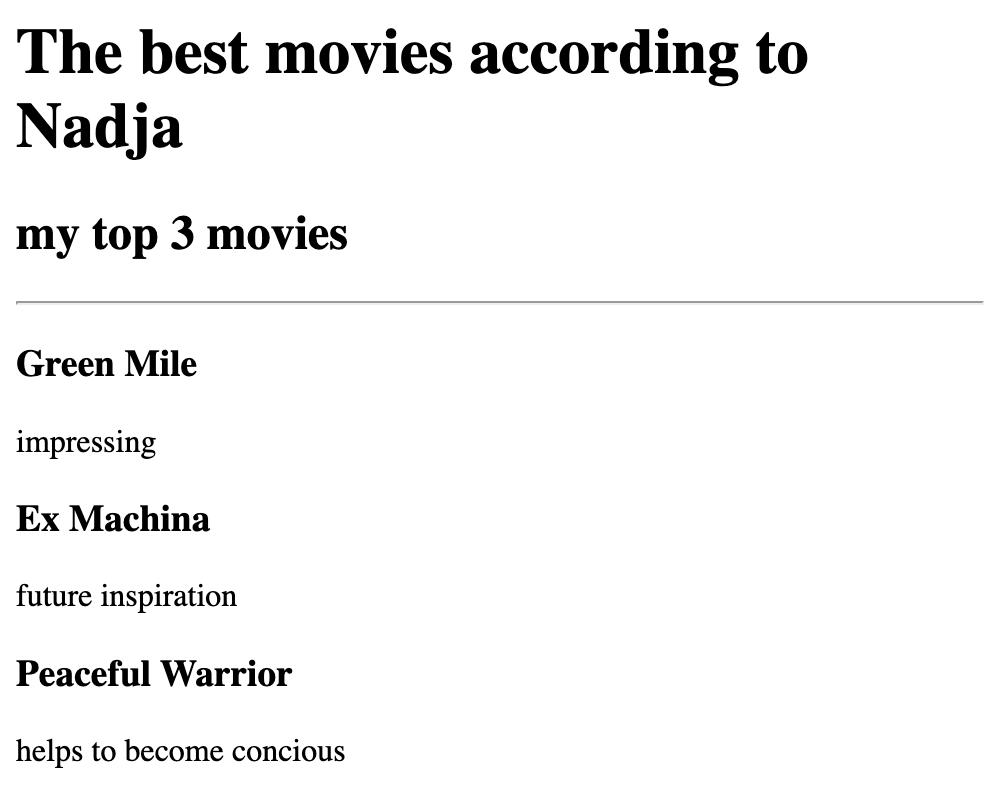 The best movies according to
Nadja
my top 3 movies
Green Mile
impressing
Ex Machina
future inspiration
Peaceful Warrior
helps to become concious